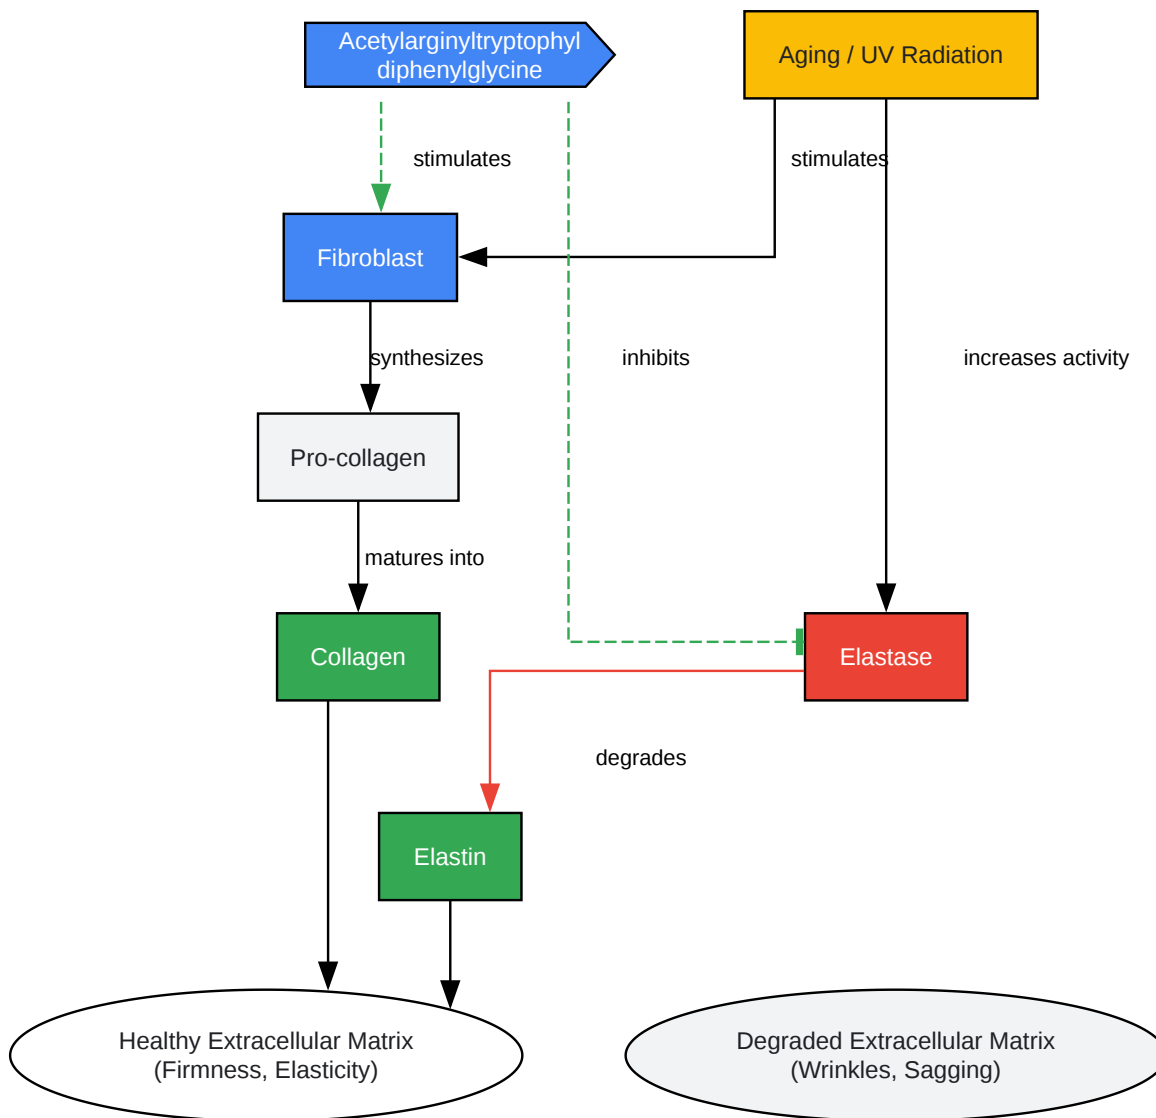 Acetylarginyltryptophyl
diphenylglycine
Aging / UV Radiation
stimulates
stimulates
Fibroblast
synthesizes
inhibits
increases activity
Pro-collagen
matures into
Collagen
Elastase
degrades
Elastin
Healthy Extracellular Matrix
(Firmness, Elasticity)
Degraded Extracellular Matrix
(Wrinkles, Sagging)